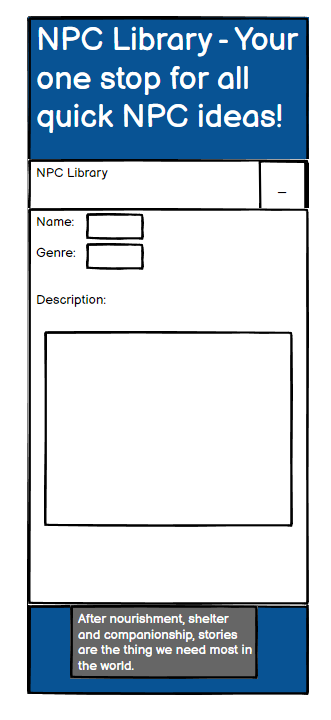 NPC Library - Your
one stop for all
quick NPC ideas!
NPC Library
_
Name:
Genre:
Description:
After nourishment, shelter
and companionship, stories
are the thing we need most in
the world.